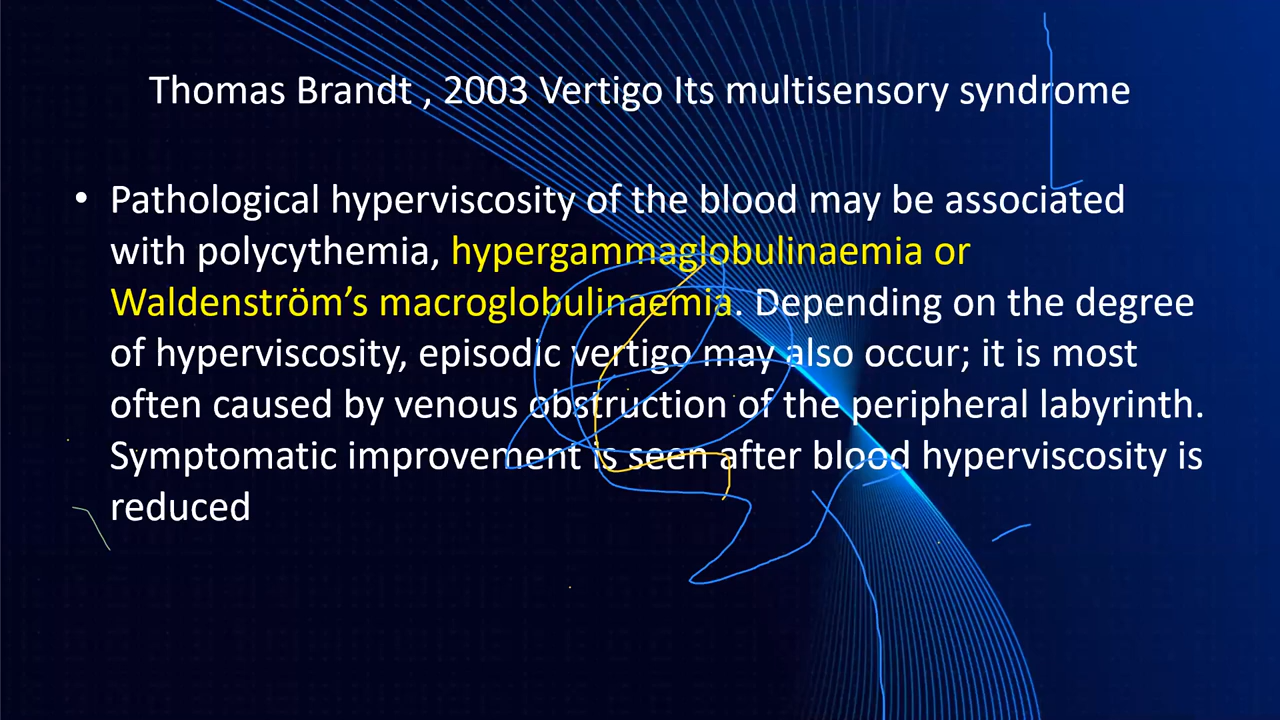 Thomas Brandt , 2003 Vertigo Its multisensory syndrome
• Pathological hyperviscosity of the blood may be associated
with polycythemia, hypergammaglobulinaemia or
Waldenström’s macroglobulinaemia. Depending on the degree
of hyperviscosity, episodic vertigo may also occur; it is most
often caused by venous obstruction of the peripheral labyrinth.
Symptomatic improvement is seen after blood hyperviscosity is
reduced